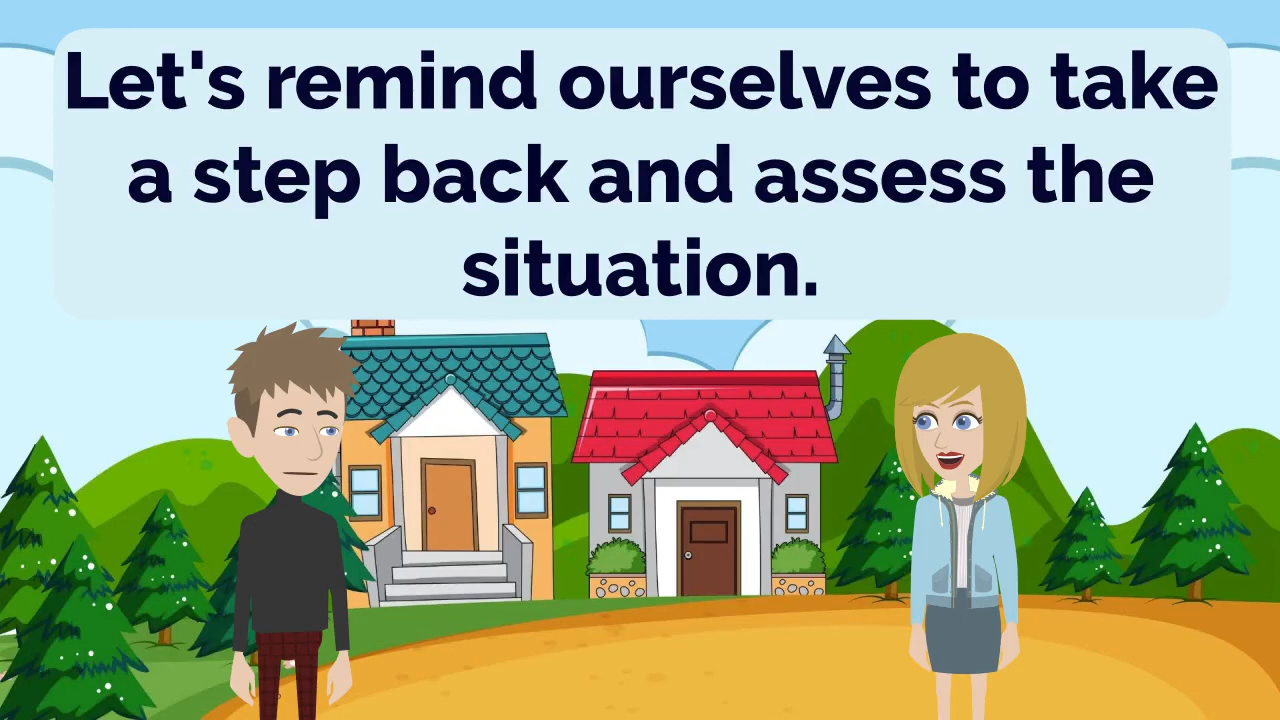 Let's remind ourselves to take
a step back and assess the
situation.